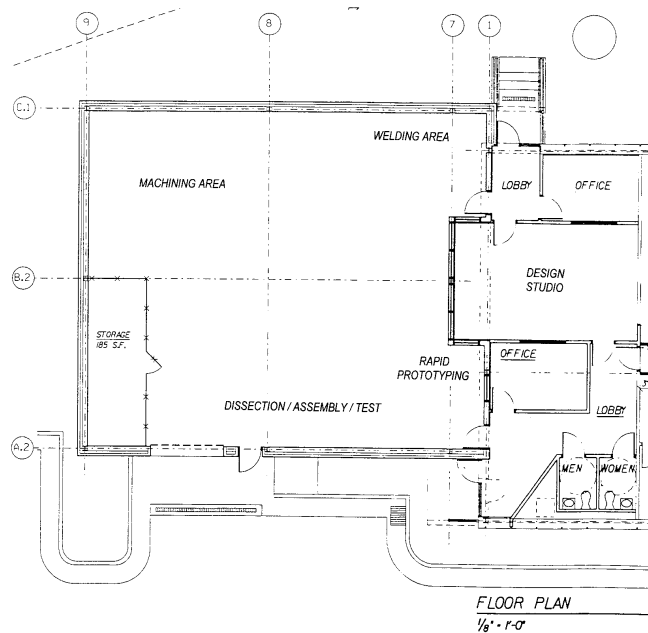 9
8
7
1
C.1
WELDING AREA
MACHINING AREA
LOBBY
OFFICE
B.2
DESIGN
STUDIO
STORAGE
185 S.F.
OFFICE
RAPID
PROTOTYPING
DISSECTION / ASSEMBLY / TEST
LOBBY
A.2
MEN
WOMEN
FLOOR PLAN
1/8" = 1'-0"